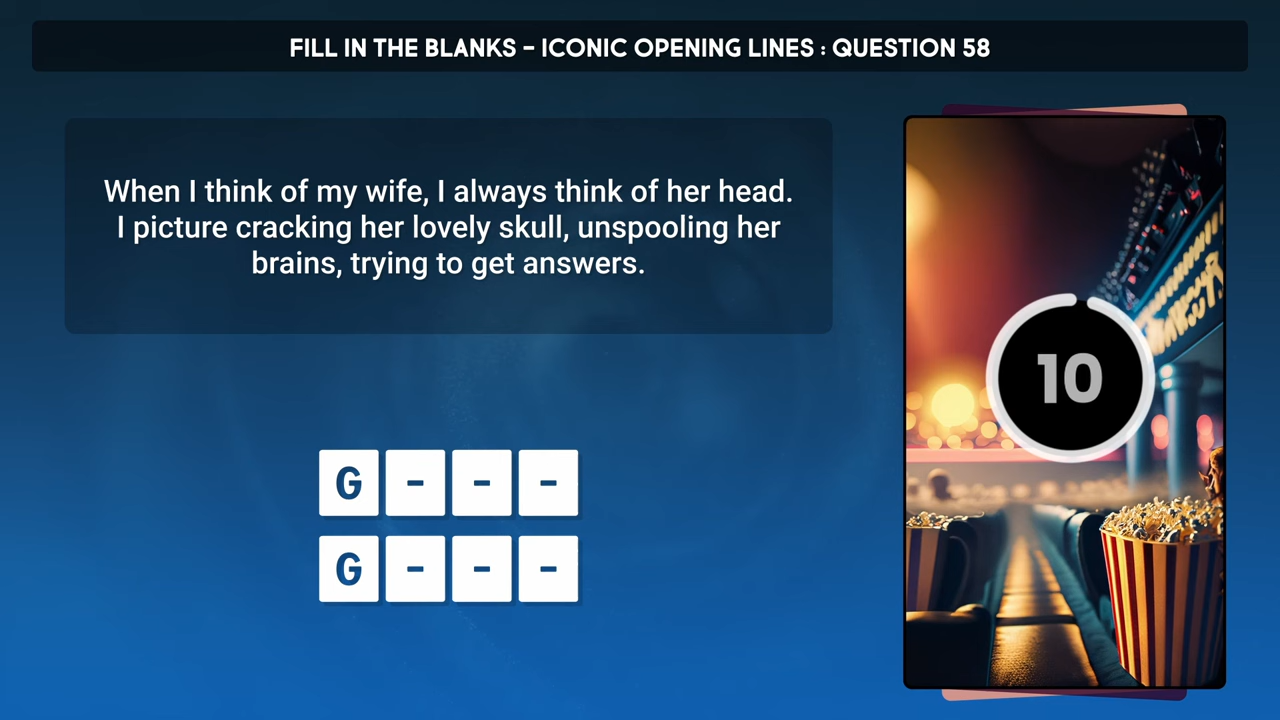 FILL IN THE BLANKS - ICONIC OPENING LINES : QUESTION 58
When I think of my wife, I always think of her head.
I picture cracking her lovely skull, unspooling her
brains, trying to get answers.
10
G - - -
G - - -